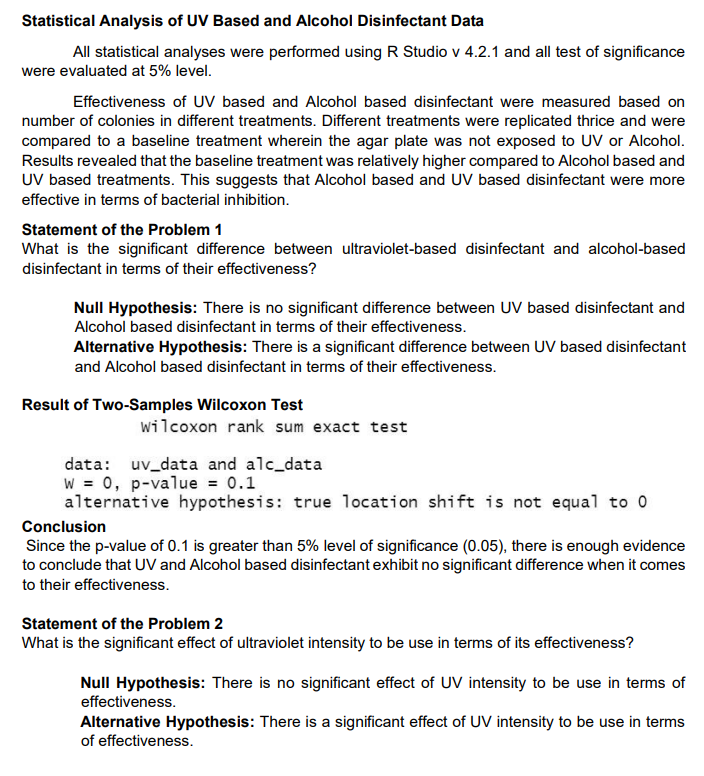 Statistical Analysis of UV Based and Alcohol Disinfectant Data
All statistical analyses were performed using R Studio v 4.2.1 and all test of significance
were evaluated at 5% level.
Effectiveness of UV based and Alcohol based disinfectant were measured based on
number of colonies in different treatments. Different treatments were replicated thrice and were
compared to a baseline treatment wherein the agar plate was not exposed to UV or Alcohol.
Results revealed that the baseline treatment was relatively higher compared to Alcohol based and
UV based treatments. This suggests that Alcohol based and UV based disinfectant were more
effective in terms of bacterial inhibition.
Statement of the Problem 1
What is the significant difference between ultraviolet-based disinfectant and alcohol-based
disinfectant in terms of their effectiveness?
Null Hypothesis: There is no significant difference between UV based disinfectant and
Alcohol based disinfectant in terms of their effectiveness.
Alternative Hypothesis: There is a significant difference between UV based disinfectant
and Alcohol based disinfectant in terms of their effectiveness.
Result of Two-Samples Wilcoxon Test
Wilcoxon rank sum exact test
data: uv_data and alc_data
W = 0, p-value = 0.1
alternative hypothesis: true location shift is not equal to 0
Conclusion
Since the p-value of 0.1 is greater than 5% level of significance (0.05), there is enough evidence
to conclude that UV and Alcohol based disinfectant exhibit no significant difference when it comes
to their effectiveness.
Statement of the Problem 2
What is the significant effect of ultraviolet intensity to be use in terms of its effectiveness?
Null Hypothesis: There is no significant effect of UV intensity to be use in terms of
effectiveness.
Alternative Hypothesis: There is a significant effect of UV intensity to be use in terms
of effectiveness.